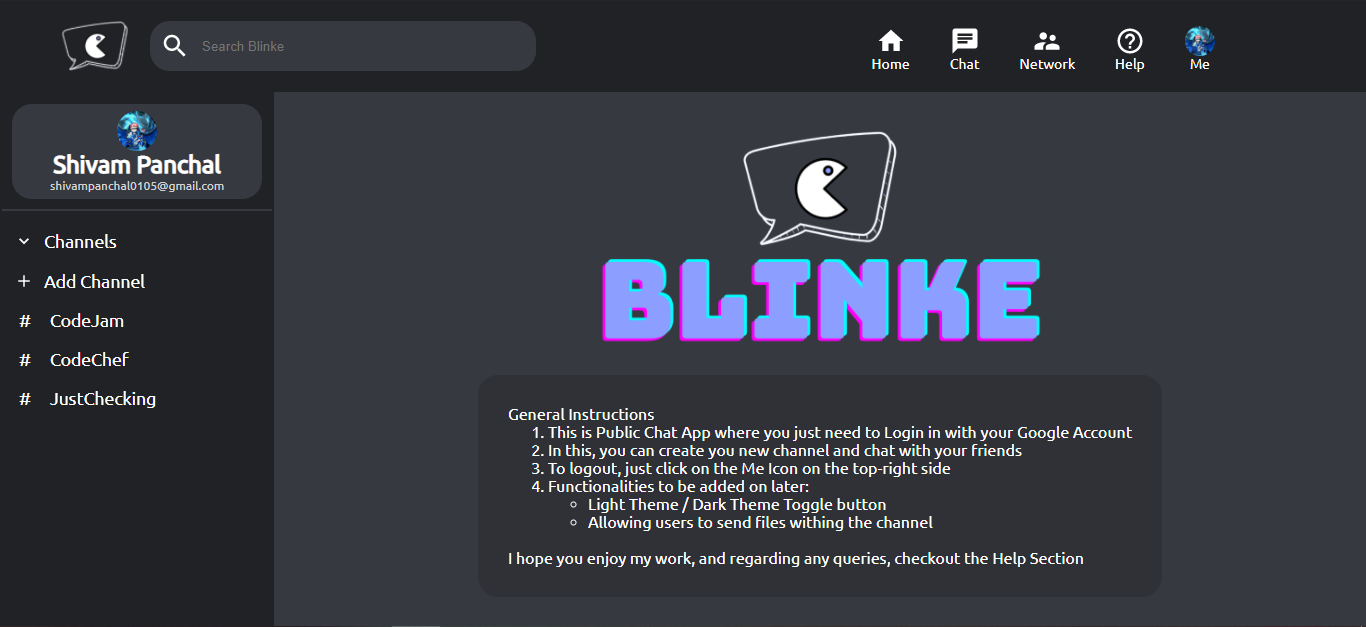 Search Blinke
Home
Chat
Network
Help
Me
Shivam Panchal
shivampanchal0105@gmail.com
Channels
+ Add Channel
# CodeJam
# CodeChef
# JustChecking
BLINKE
General Instructions
1. This is Public Chat App where you just need to Login in with your Google Account
2. In this, you can create you new channel and chat with your friends
3. To logout, just click on the Me Icon on the top-right side
4. Functionalities to be added on later:
◦ Light Theme / Dark Theme Toggle button
◦ Allowing users to send files withing the channel
I hope you enjoy my work, and regarding any queries, checkout the Help Section